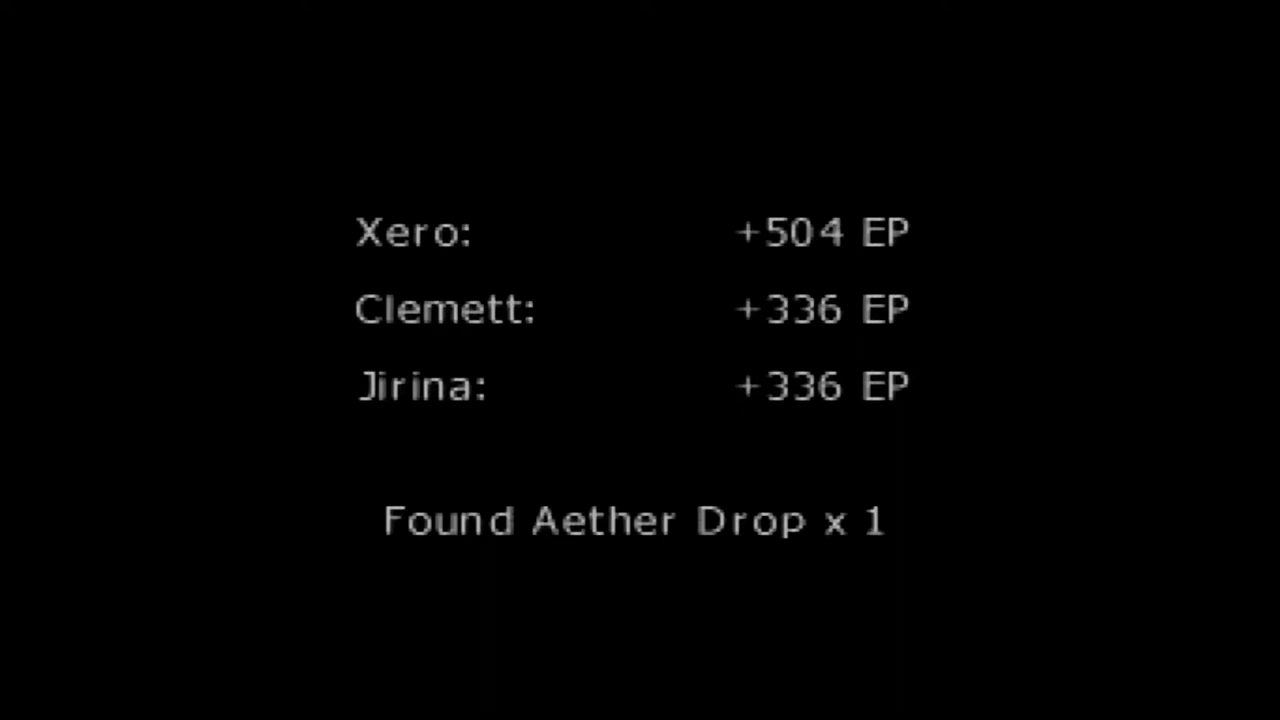 Xero: +504 EP
Clemett: +336 EP
Jirina: +336 EP
Found Aether Drop x 1